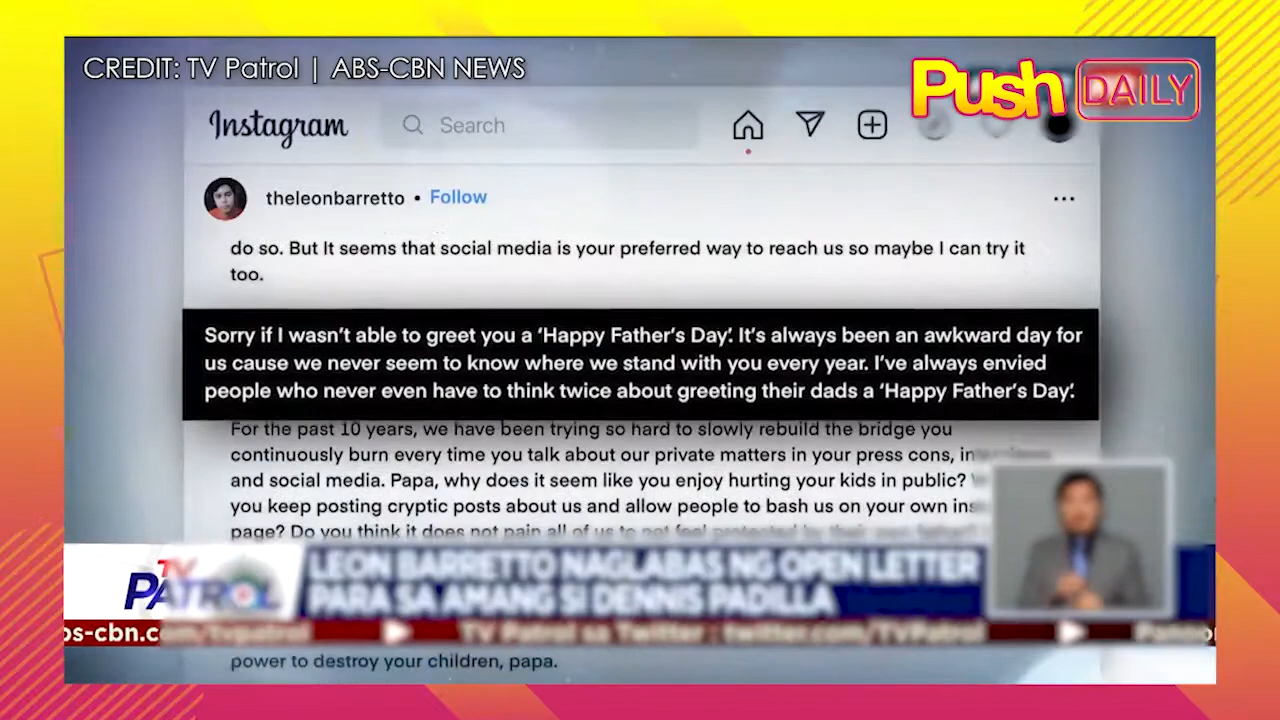 CREDIT: TV Patrol | ABS-CBN NEWS
Push DAILY
Instagram
Search
theleonbarretto • Follow
do so. But It seems that social media is your preferred way to reach us so maybe I can try it
too.
Sorry if I wasn't able to greet you a 'Happy Father's Day'. It's always been an awkward day for
us cause we never seem to know where we stand with you every year. I've always envied
people who never even have to think twice about greeting their dads a 'Happy Father's Day'.
For the past 10 years, we have been trying so hard to slowly rebuild the bridge you
continuously burn every time you talk about our private matters in your press cons,
and social media. Papa, why does it seem like you enjoy hurting your kids in public?
you keep posting cryptic posts about us and allow people to bash us on your own
page? Do you think it does not pain all of us to not feel protected by their own
TV PATROL
LEON BARRETTO NAGLABAS NG OPEN LETTER
PARA SA AMANG SI DENNIS PADILLA
bs-cbn.com/tvpatrol TV Patrol sa Twitter: twitter.com/TVPatrol
power to destroy your children, papa.